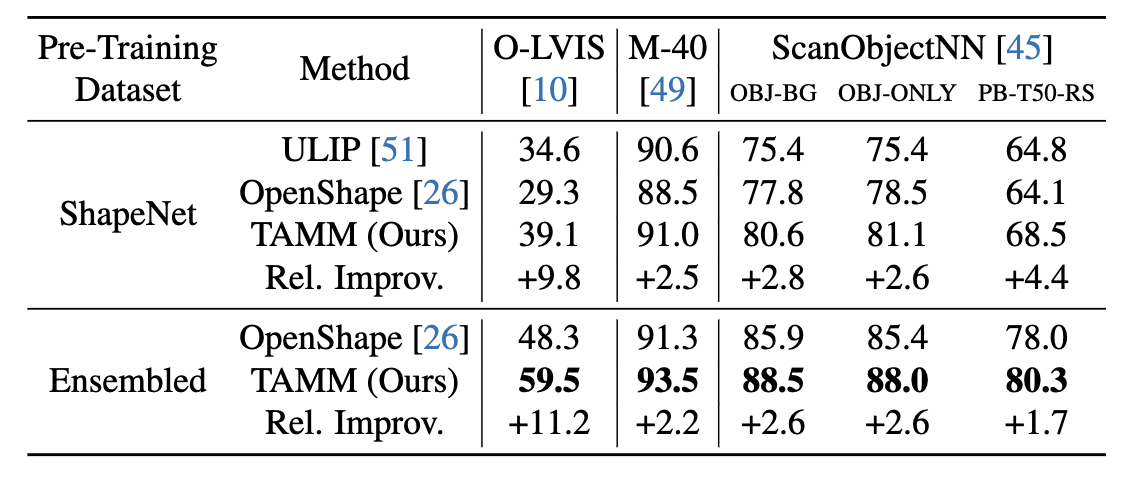 Pre-Training Dataset Method O-LVIS [10] M-40 [49] ScanObjectNN [45]
OBJ-BG OBJ-ONLY PB-T50-RS
ShapeNet
ULIP [51] 34.6 90.6 75.4 75.4 64.8
OpenShape [26] 29.3 88.5 77.8 78.5 64.1
TAMM (Ours) 39.1 91.0 80.6 81.1 68.5
Rel. Improv. +9.8 +2.5 +2.8 +2.6 +4.4
Ensembled
OpenShape [26] 48.3 91.3 85.9 85.4 78.0
TAMM (Ours) 59.5 93.5 88.5 88.0 80.3
Rel. Improv. +11.2 +2.2 +2.6 +2.6 +1.7